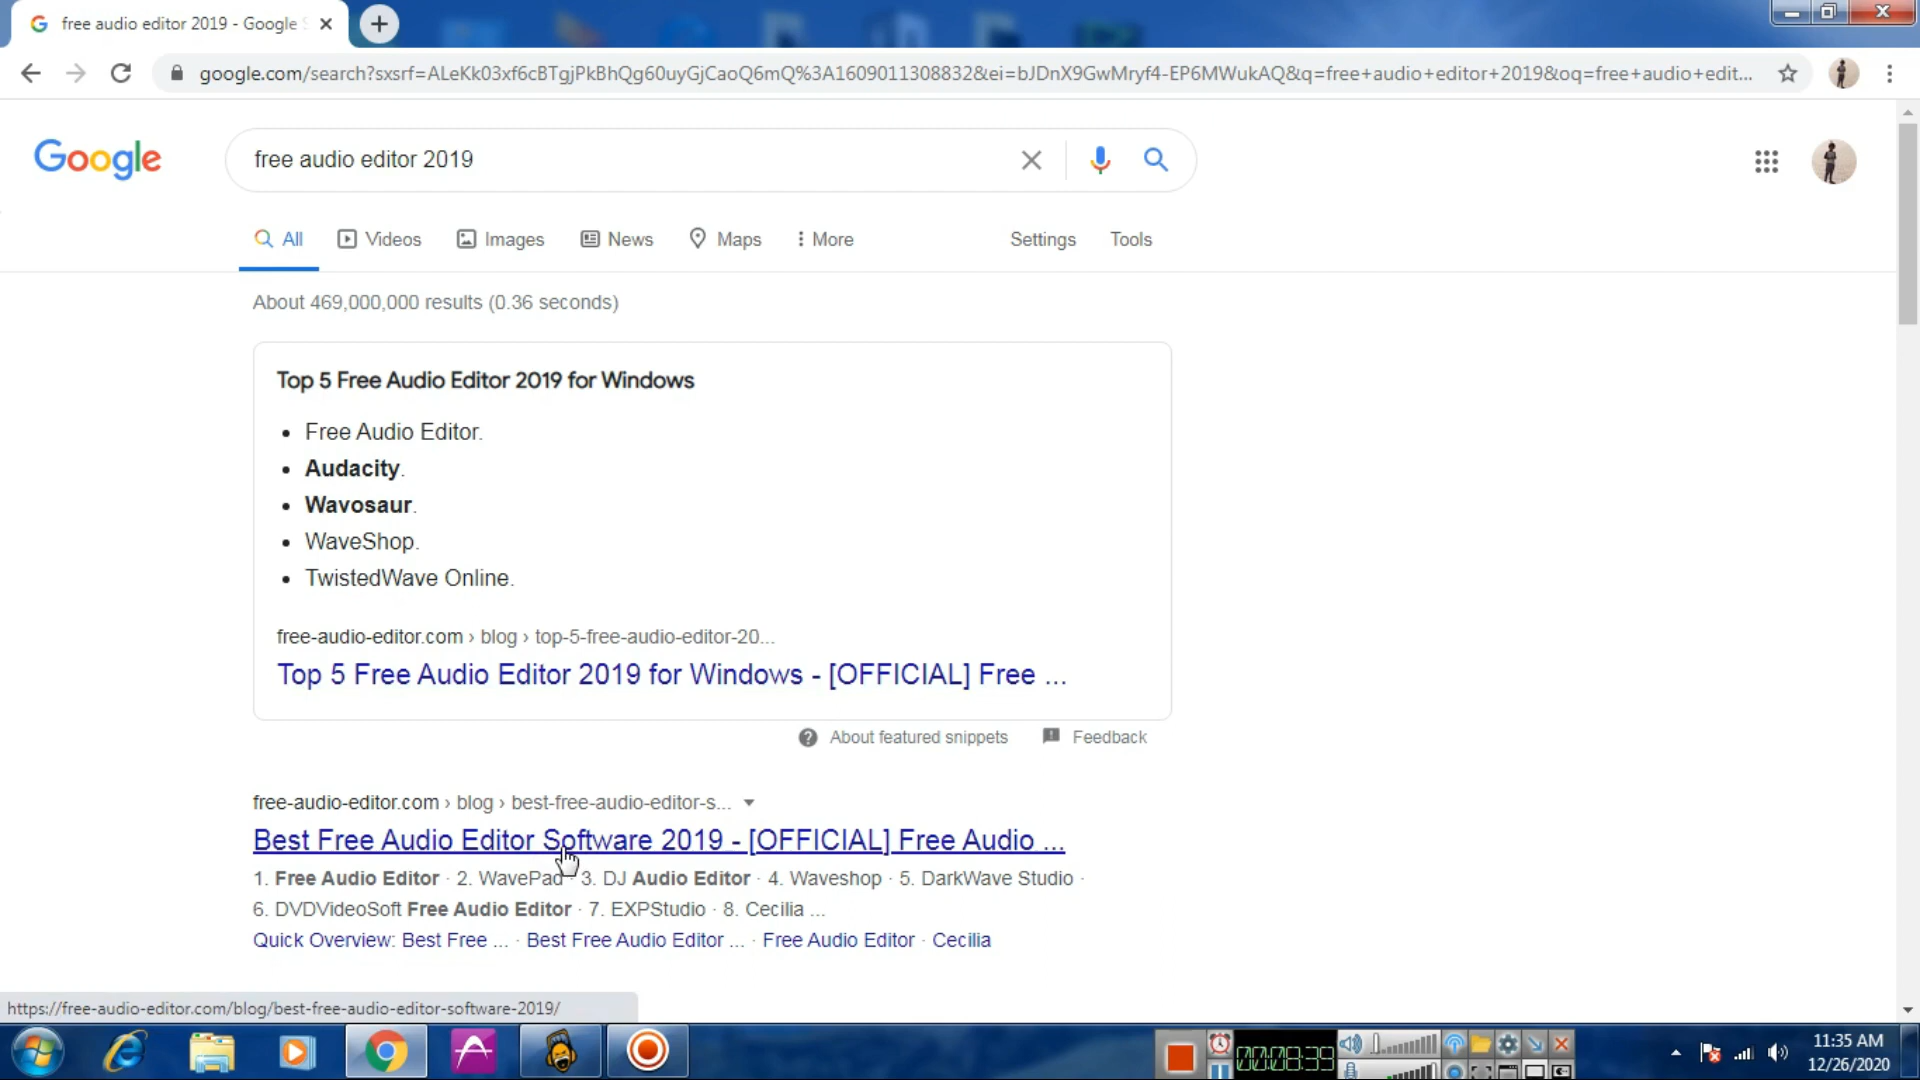 free audio editor 2019 - Google S
google.com/search?sxsrf=ALeKk03xf6cBTgjPkBhQg60uyGjCaoQ6mQ%3A1609011308832&ei=bJDnX9GwMryf4-EP6MWukAQ&q=free+audio+editor+2019&oq=free+audio+edit...
Google
free audio editor 2019
All Videos Images News Maps More Settings Tools
About 469,000,000 results (0.36 seconds)
Top 5 Free Audio Editor 2019 for Windows
• Free Audio Editor.
• Audacity.
• Wavosaur.
• WaveShop.
• TwistedWave Online.
free-audio-editor.com › blog › top-5-free-audio-editor-20...
Top 5 Free Audio Editor 2019 for Windows - [OFFICIAL] Free ...
About featured snippets Feedback
free-audio-editor.com › blog › best-free-audio-editor-s...
Best Free Audio Editor Software 2019 - [OFFICIAL] Free Audio ...
1. Free Audio Editor · 2. WavePad · 3. DJ Audio Editor · 4. Waveshop · 5. DarkWave Studio ·
6. DVDVideoSoft Free Audio Editor · 7. EXPStudio · 8. Cecilia ...
Quick Overview: Best Free ... · Best Free Audio Editor ... · Free Audio Editor · Cecilia
https://free-audio-editor.com/blog/best-free-audio-editor-software-2019/
00:08:39
11:35 AM
12/26/2020